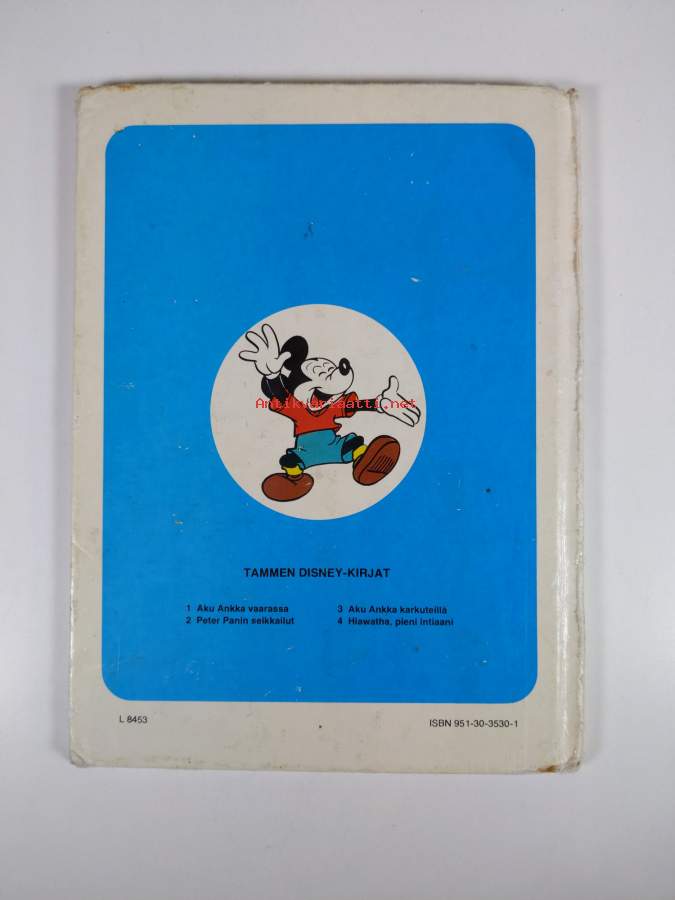 Antikvariaatti.net
TAMMEN DISNEY-KIRJAT
1 Aku Ankka vaarassa
2 Peter Panin seikkailut
3 Aku Ankka karkuteillä
4 Hiawatha, pieni intiaani
L 8453
ISBN 951-30-3530-1